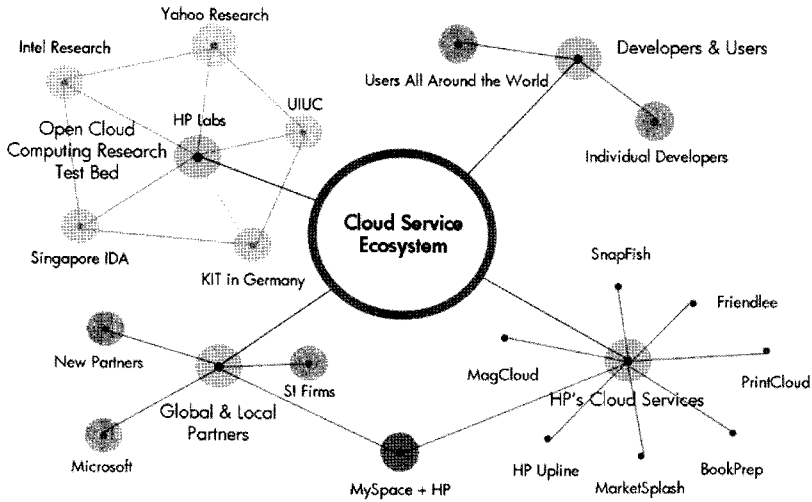 Yahoo Research
Intel Research
UIUC
HP Labs
Open Cloud
Computing Research
Test Bed
Singapore IDA
KIT in Germany
Developers & Users
Users All Around the World
Individual Developers
Cloud Service
Ecosystem
SnapFish
Friendlee
MagCloud
PrintCloud
HP's Cloud Services
HP Upline
MarketSplash
BookPrep
New Partners
SI Firms
Global & Local
Partners
Microsoft
MySpace + HP